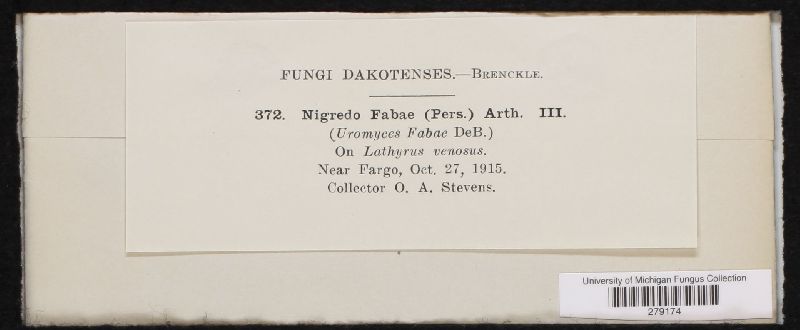 FUNGI DAKOTENSES.—BRENCKLE.
372. Nigredo Fabae (Pers.) Arth. III.
(Uromyces Fabae DeB.)
On Lathyrus venosus.
Near Fargo, Oct. 27, 1915.
Collector O. A. Stevens.
University of Michigan Fungus Collection
279174